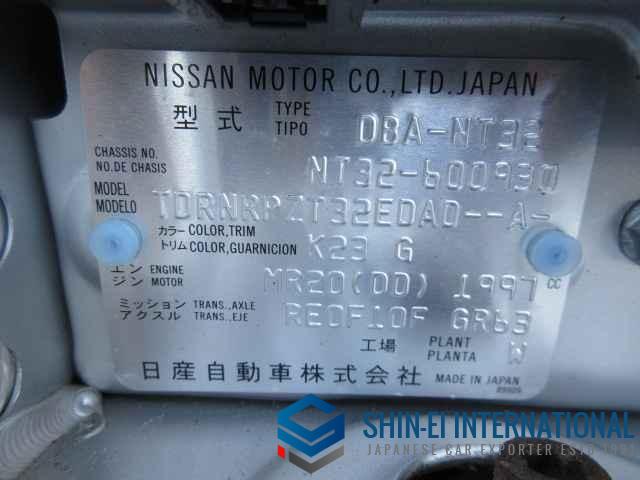 NISSAN MOTOR CO.,LTD.JAPAN
型式 TYPE TIPO DBA-NT32
CHASSIS NO. NO.DE CHASIS NT32-600930
MODEL MODELO TDRNRPZT32EDAD--A-
カラー COLOR,TRIM
トリム COLOR,GUARNICION K23 G
エンジン ENGINE MOTOR MR20(DD) 1997 CC
ミッション TRANS.,AXLE
アクスル TRANS.,EJE RE0F10F GR63
工場 PLANT PLANTA W
日産自動車株式会社 MADE IN JAPAN
SHIN-EI INTERNATIONAL
JAPANESE CAR EXPORTER ESTD 1991